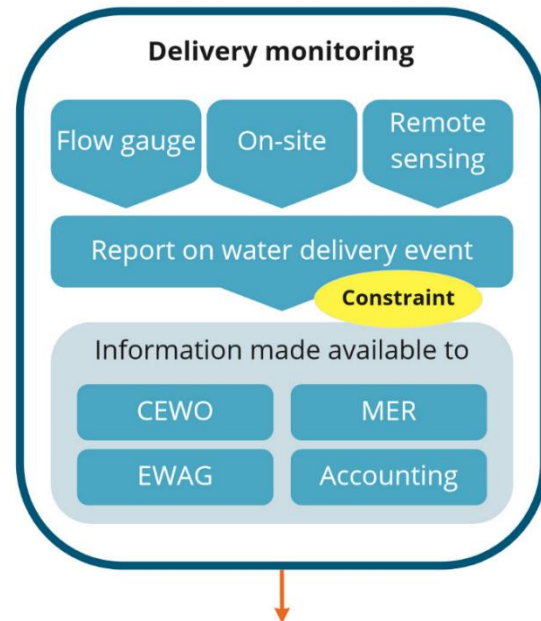 Delivery monitoring
Flow gauge
On-site
Remote
sensing
Report on water delivery event
Constraint
Information made available to
CEWO
MER
EWAG
Accounting